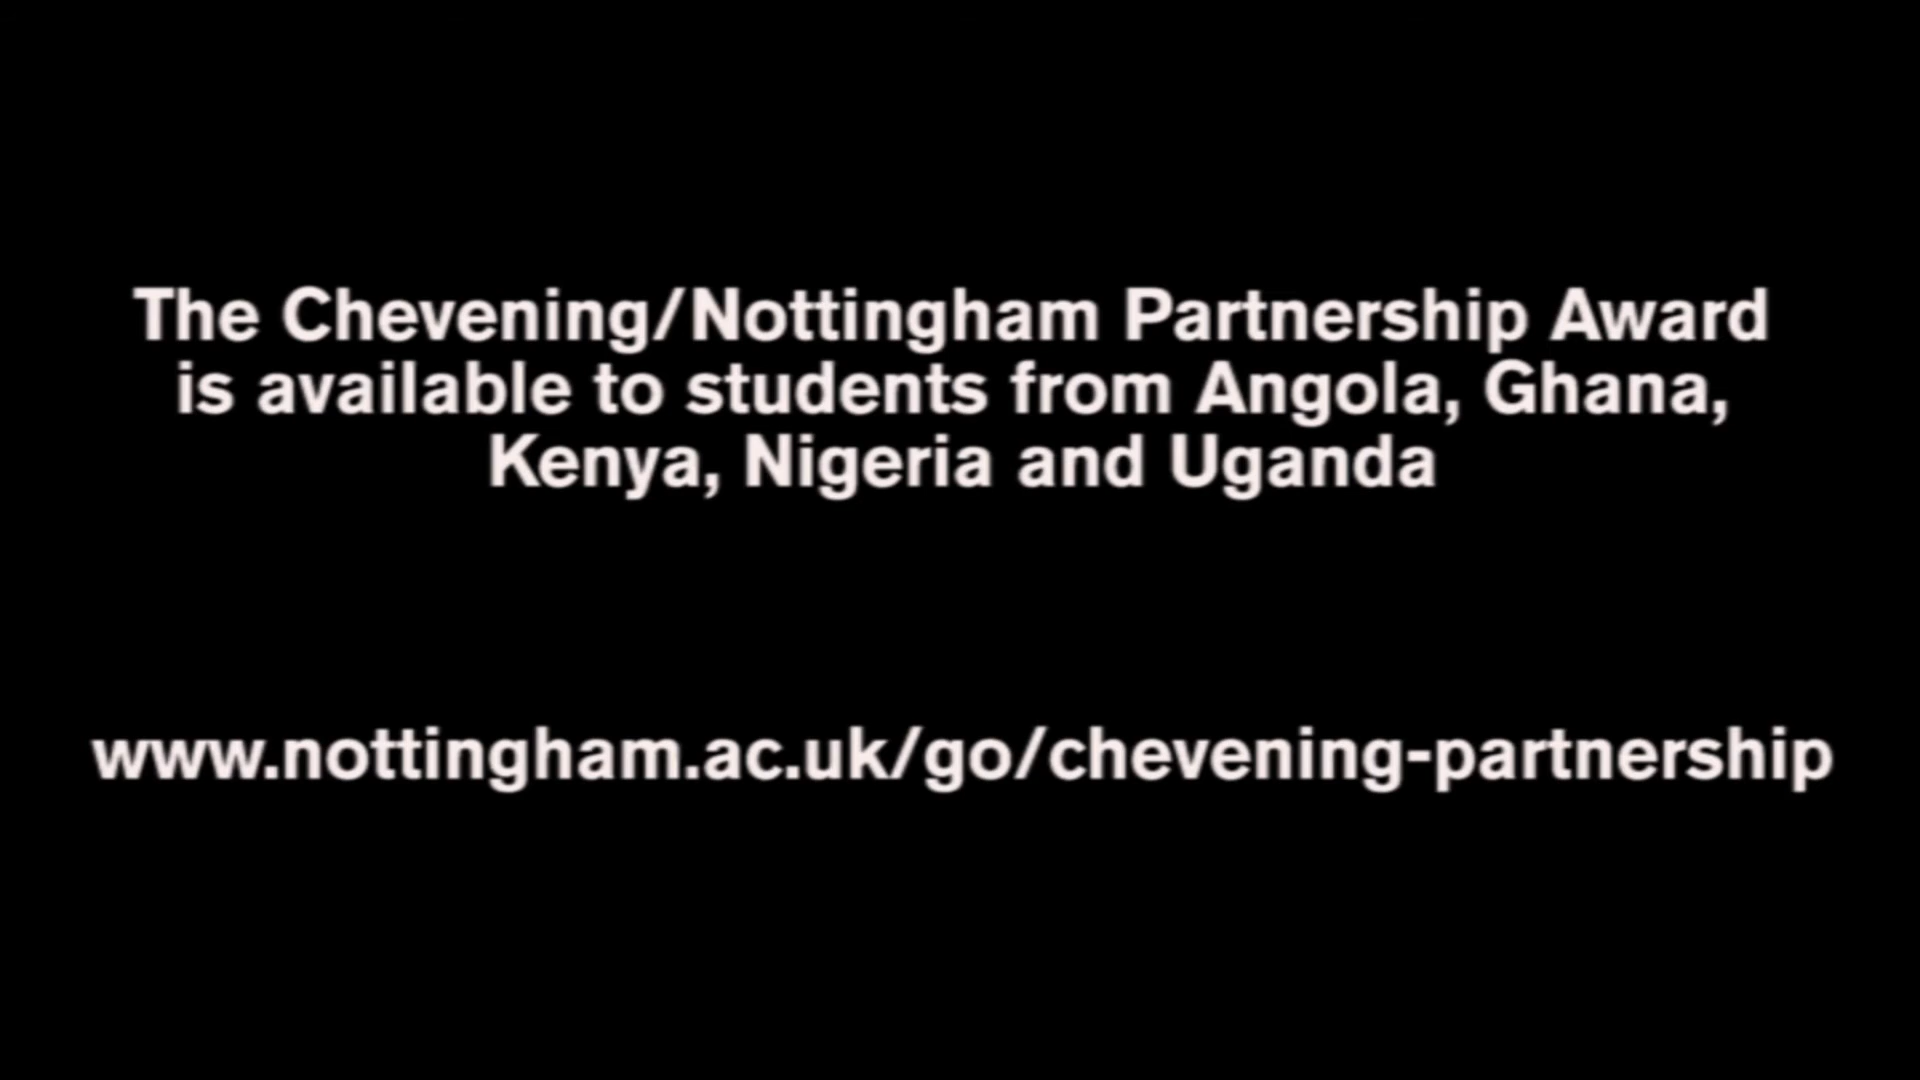 The Chevening/Nottingham Partnership Award
is available to students from Angola, Ghana,
Kenya, Nigeria and Uganda
www.nottingham.ac.uk/go/chevening-partnership